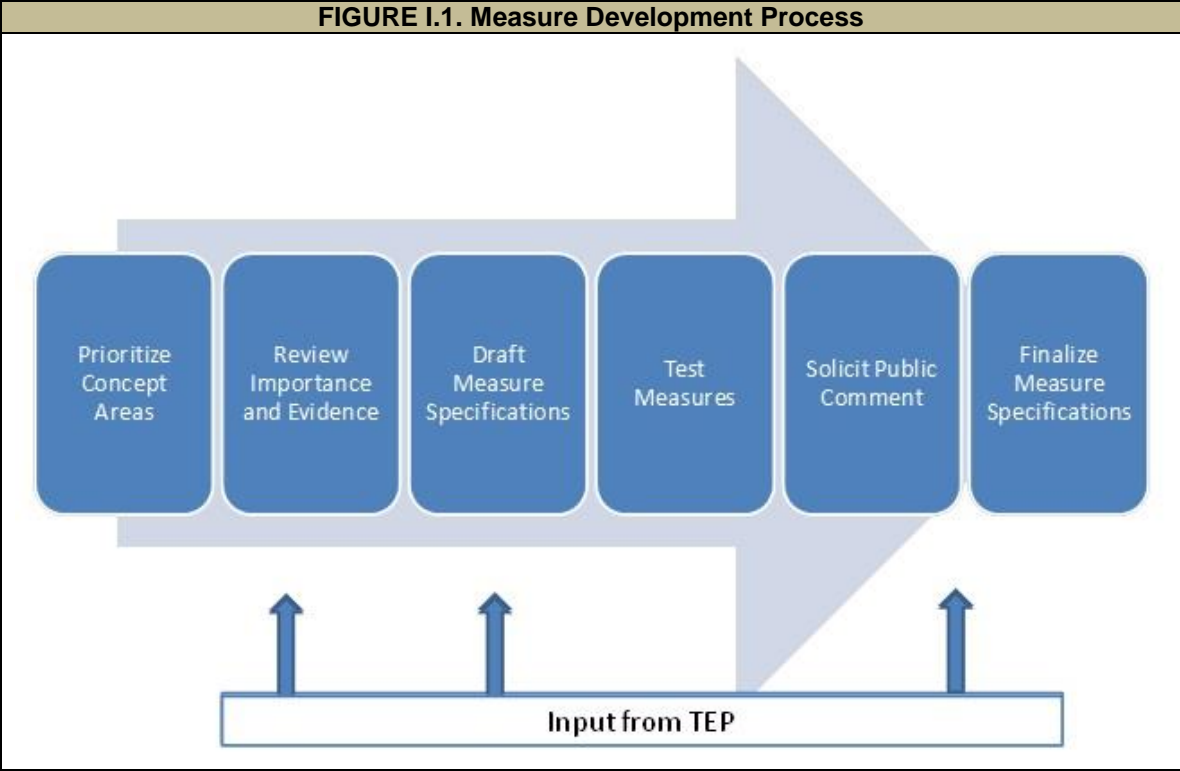 FIGURE I.1. Measure Development Process
Prioritize
Concept
Areas
Review
Importance
and Evidence
Draft
Measure
Specifications
Test
Measures
Solicit Public
Comment
Finalize
Measure
Specifications
Input from TEP